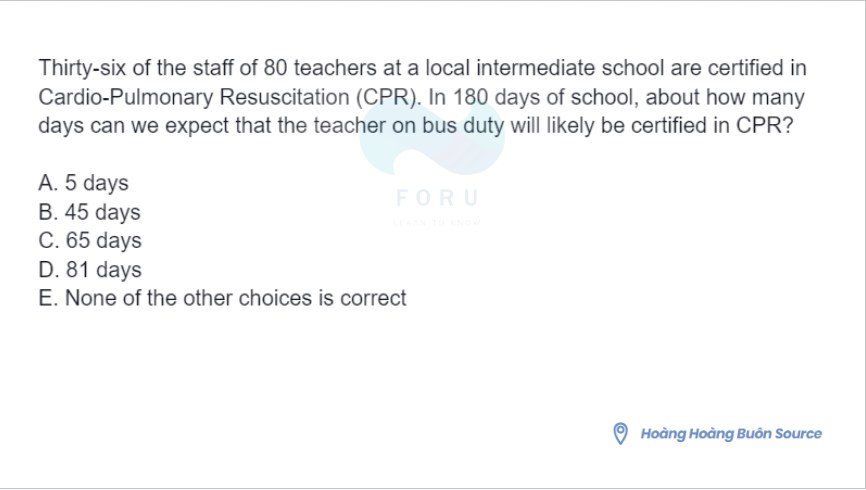 Thirty-six of the staff of 80 teachers at a local intermediate school are certified in
Cardio-Pulmonary Resuscitation (CPR). In 180 days of school, about how many
days can we expect that the teacher on bus duty will likely be certified in CPR?
A. 5 days
B. 45 days
C. 65 days
D. 81 days
E. None of the other choices is correct
FORU
Hoàng Hoàng Buôn Source